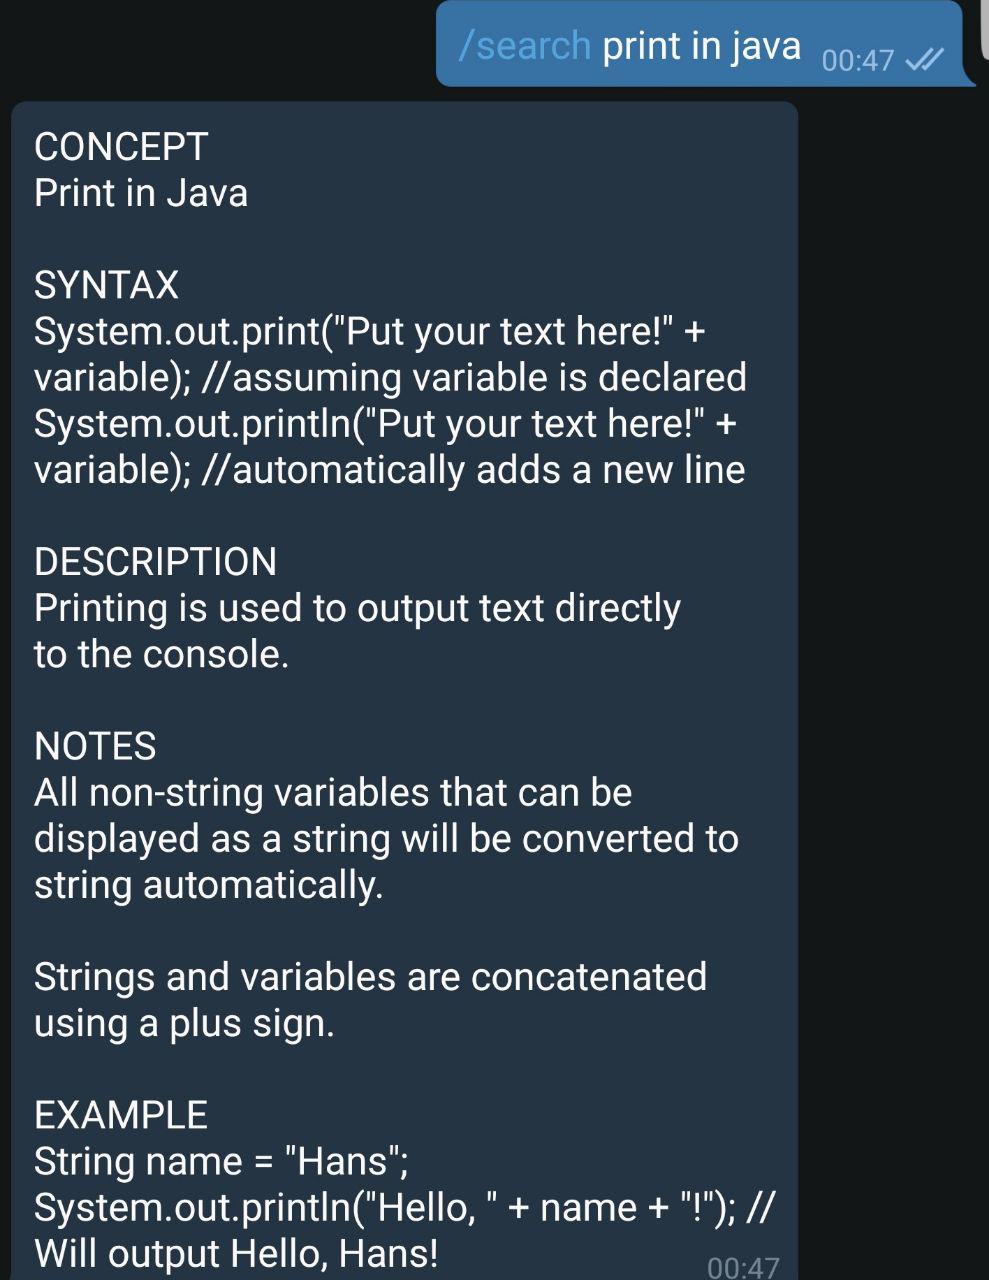 /search print in java 00:47
CONCEPT
Print in Java
SYNTAX
System.out.print("Put your text here!" +
variable); //assuming variable is declared
System.out.println("Put your text here!" +
variable); //automatically adds a new line
DESCRIPTION
Printing is used to output text directly
to the console.
NOTES
All non-string variables that can be
displayed as a string will be converted to
string automatically.
Strings and variables are concatenated
using a plus sign.
EXAMPLE
String name = "Hans";
System.out.println("Hello, " + name + "!"); //
Will output Hello, Hans!
00:47